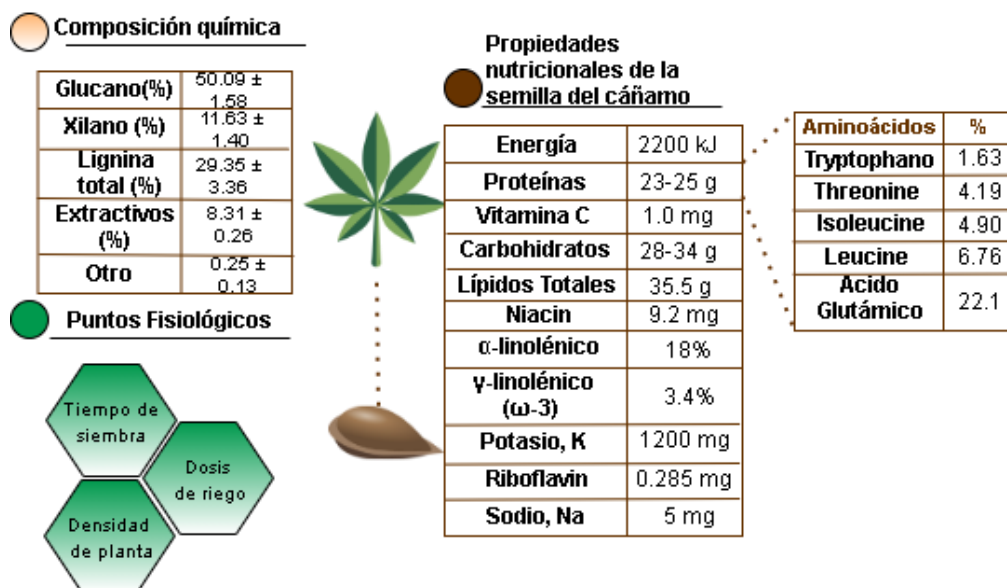 Composición química
Glucano(%) 50.09 ±
1.58
Xilano (%) 11.63 ±
1.40
Lignina
total (%) 29.35 ±
3.36
Extractivos
(%) 8.31 ±
0.26
Otro 0.25 ±
0.13
Puntos Fisiológicos
Tiempo de
siembra
Dosis
de riego
Densidad
de planta
Propiedades
nutricionales de la
semilla del cáñamo
Energía 2200 kJ
Proteínas 23-25 g
Vitamina C 1.0 mg
Carbohidratos 28-34 g
Lípidos Totales 35.5 g
Niacin 9.2 mg
α-linolénico 18%
γ-linolénico
(ω-3) 3.4%
Potasio, K 1200 mg
Riboflavin 0.285 mg
Sodio, Na 5 mg
Aminoácidos %
Tryptophano 1.63
Threonine 4.19
Isoleucine 4.90
Leucine 6.76
Acido
Glutámico 22.1